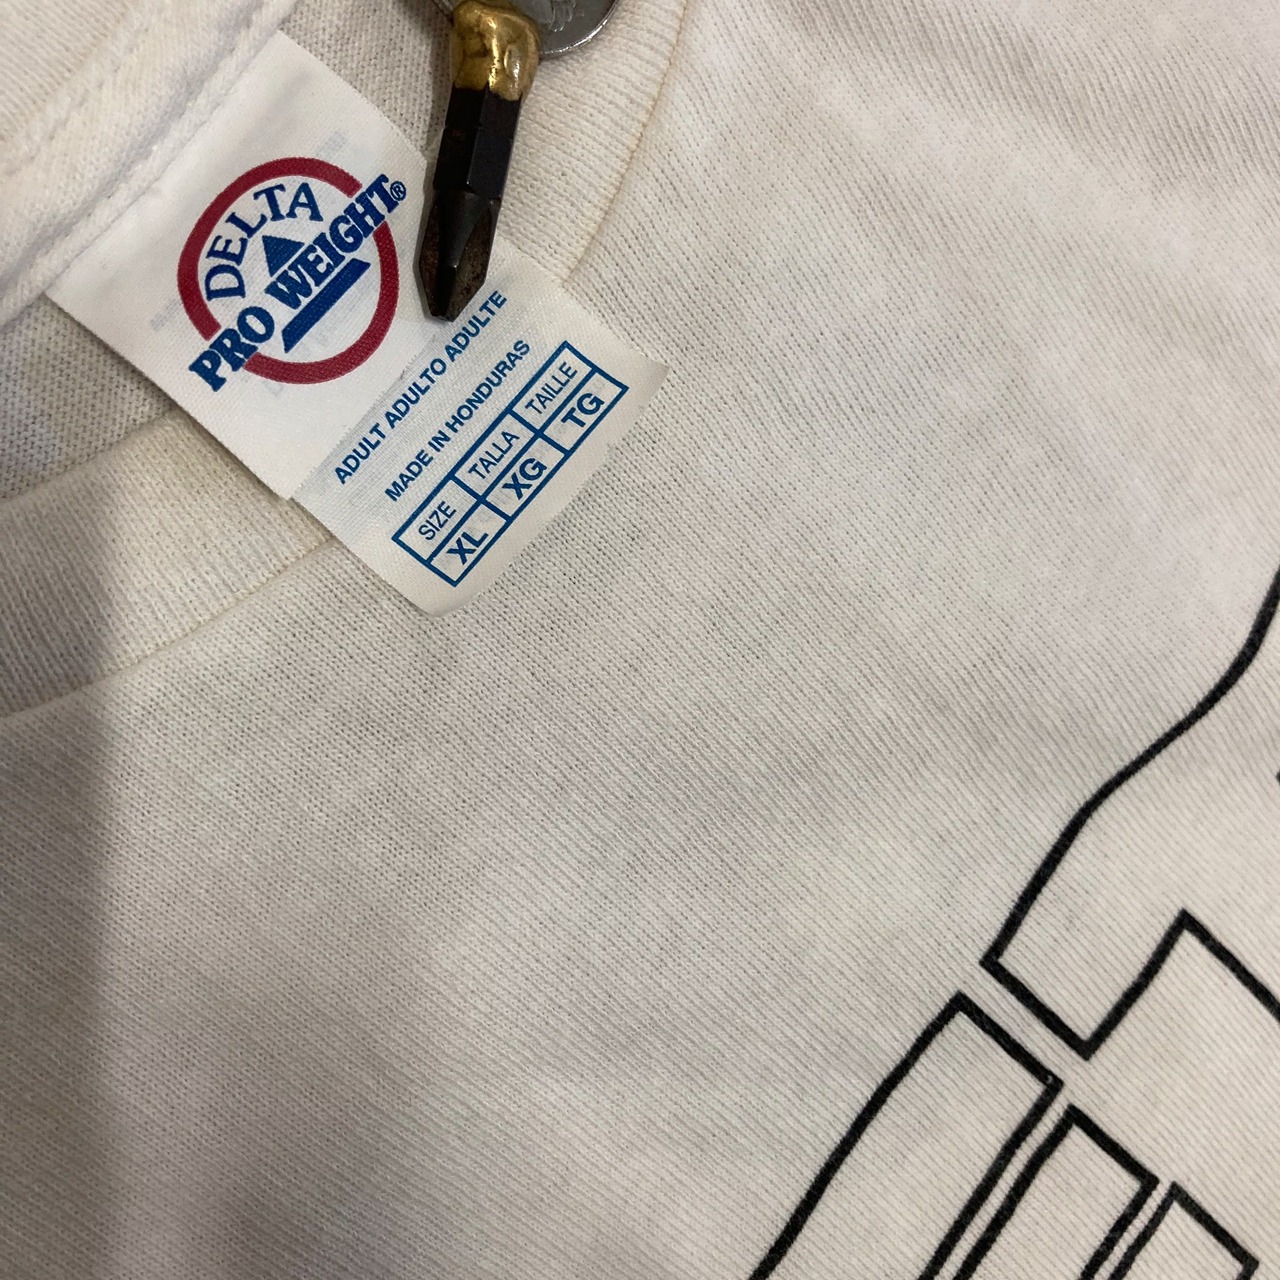 DELTA
PRO WEIGHT®
ADULT ADULTO ADULTE
MADE IN HONDURAS
SIZE TALLA TAILLE
XL XG TG